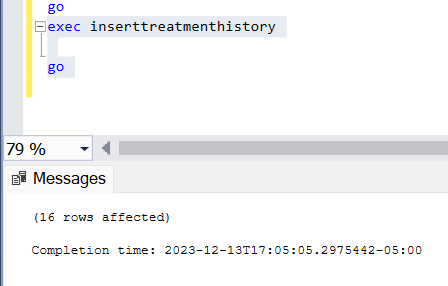 go
exec inserttreatmenthistory
go
79 %
Messages
(16 rows affected)
Completion time: 2023-12-13T17:05:05.2975442-05:00